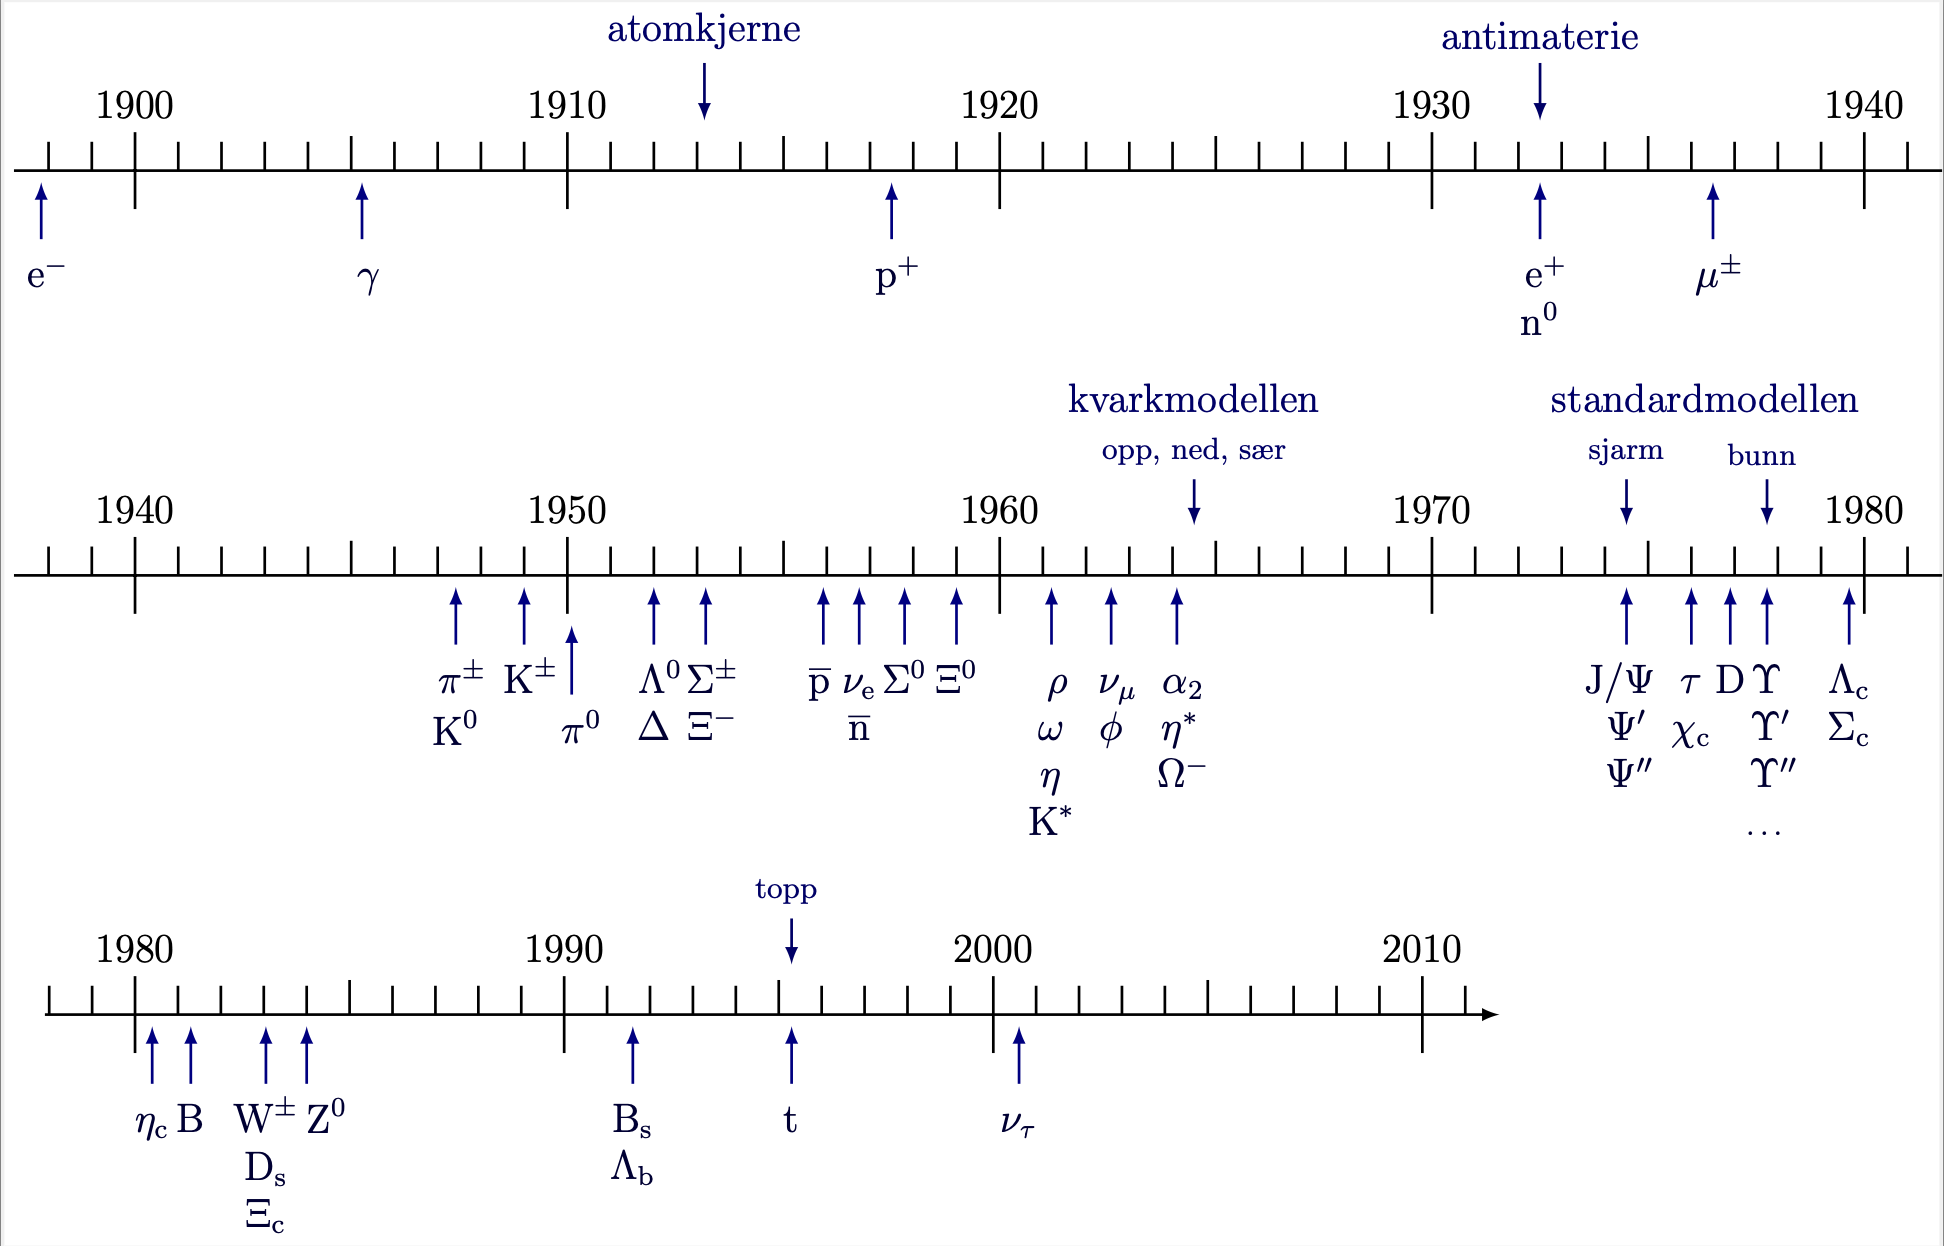 atomkjerne antimaterie
1900 1910 1920 1930 1940
e⁻ γ p⁺ e⁺ μ±
n⁰
kvarkmodellen standardmodellen
opp, ned, sær sjarm bunn
1940 1950 1960 1970 1980
π± K± Λ⁰ Σ± p̅ νₑ Σ⁰ Ξ⁰ ρ ν_μ α₂ J/Ψ τ D ϒ Λ_c
K⁰ π⁰ Δ Ξ⁻ n̅ ω ϕ η* Ψ′ χ_c ϒ′ Σ_c
η Ω⁻ Ψ″ ϒ″
K* …
topp
1980 1990 2000 2010
η_c B W± Z⁰ B_s t ν_τ
D_s Λ_b
Ξ_c